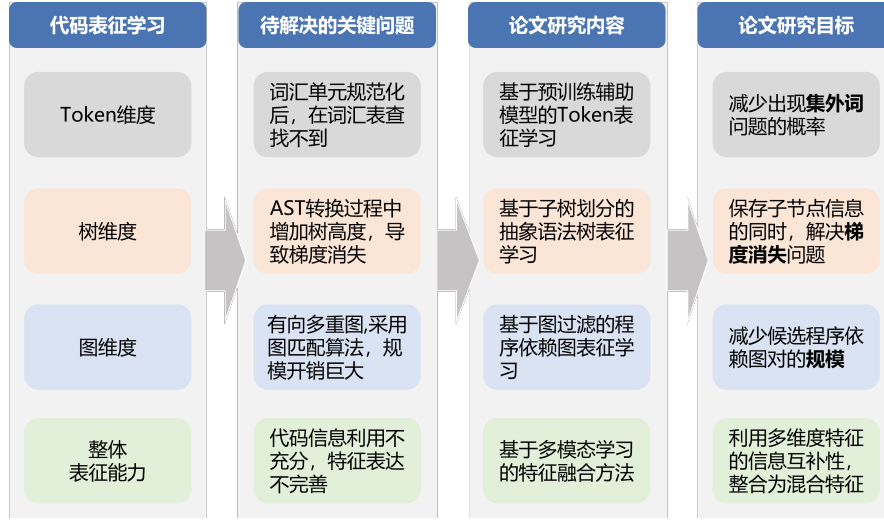 代码表征学习
Token维度
树维度
图维度
整体
表征能力
待解决的关键问题
词汇单元规范化
后，在词汇表查
找不到
AST转换过程中
增加树高度，导
致梯度消失
有向多重图,采用
图匹配算法，规
模开销巨大
代码信息利用不
充分，特征表达
不完善
论文研究内容
基于预训练辅助
模型的Token表
征学习
基于子树划分的
抽象语法树表征
学习
基于图过滤的程
序依赖图表征学
习
基于多模态学习
的特征融合方法
论文研究目标
减少出现集外词
问题的概率
保存子节点信息
的同时，解决梯
度消失问题
减少候选程序依
赖图对的规模
利用多维度特征
的信息互补性，
整合为混合特征